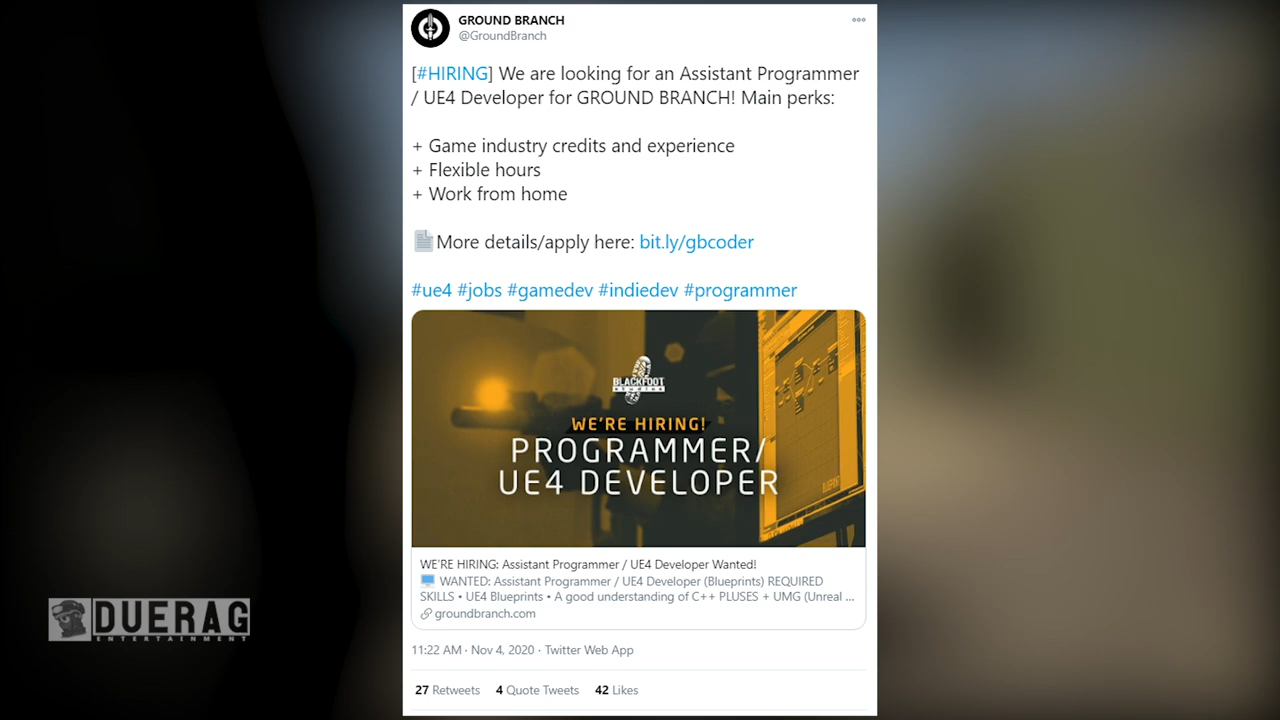 GROUND BRANCH
@GroundBranch
[#HIRING] We are looking for an Assistant Programmer
/ UE4 Developer for GROUND BRANCH! Main perks:
+ Game industry credits and experience
+ Flexible hours
+ Work from home
More details/apply here: bit.ly/gbcoder
#ue4 #jobs #gamedev #indiedev #programmer
BLACKFOOT
studios
WE'RE HIRING!
PROGRAMMER/
UE4 DEVELOPER
WE'RE HIRING: Assistant Programmer / UE4 Developer Wanted!
WANTED: Assistant Programmer / UE4 Developer (Blueprints) REQUIRED
SKILLS • UE4 Blueprints • A good understanding of C++ PLUSES + UMG (Unreal ...
groundbranch.com
11:22 AM · Nov 4, 2020 · Twitter Web App
27 Retweets 4 Quote Tweets 42 Likes
DUERAG
ENTERTAINMENT